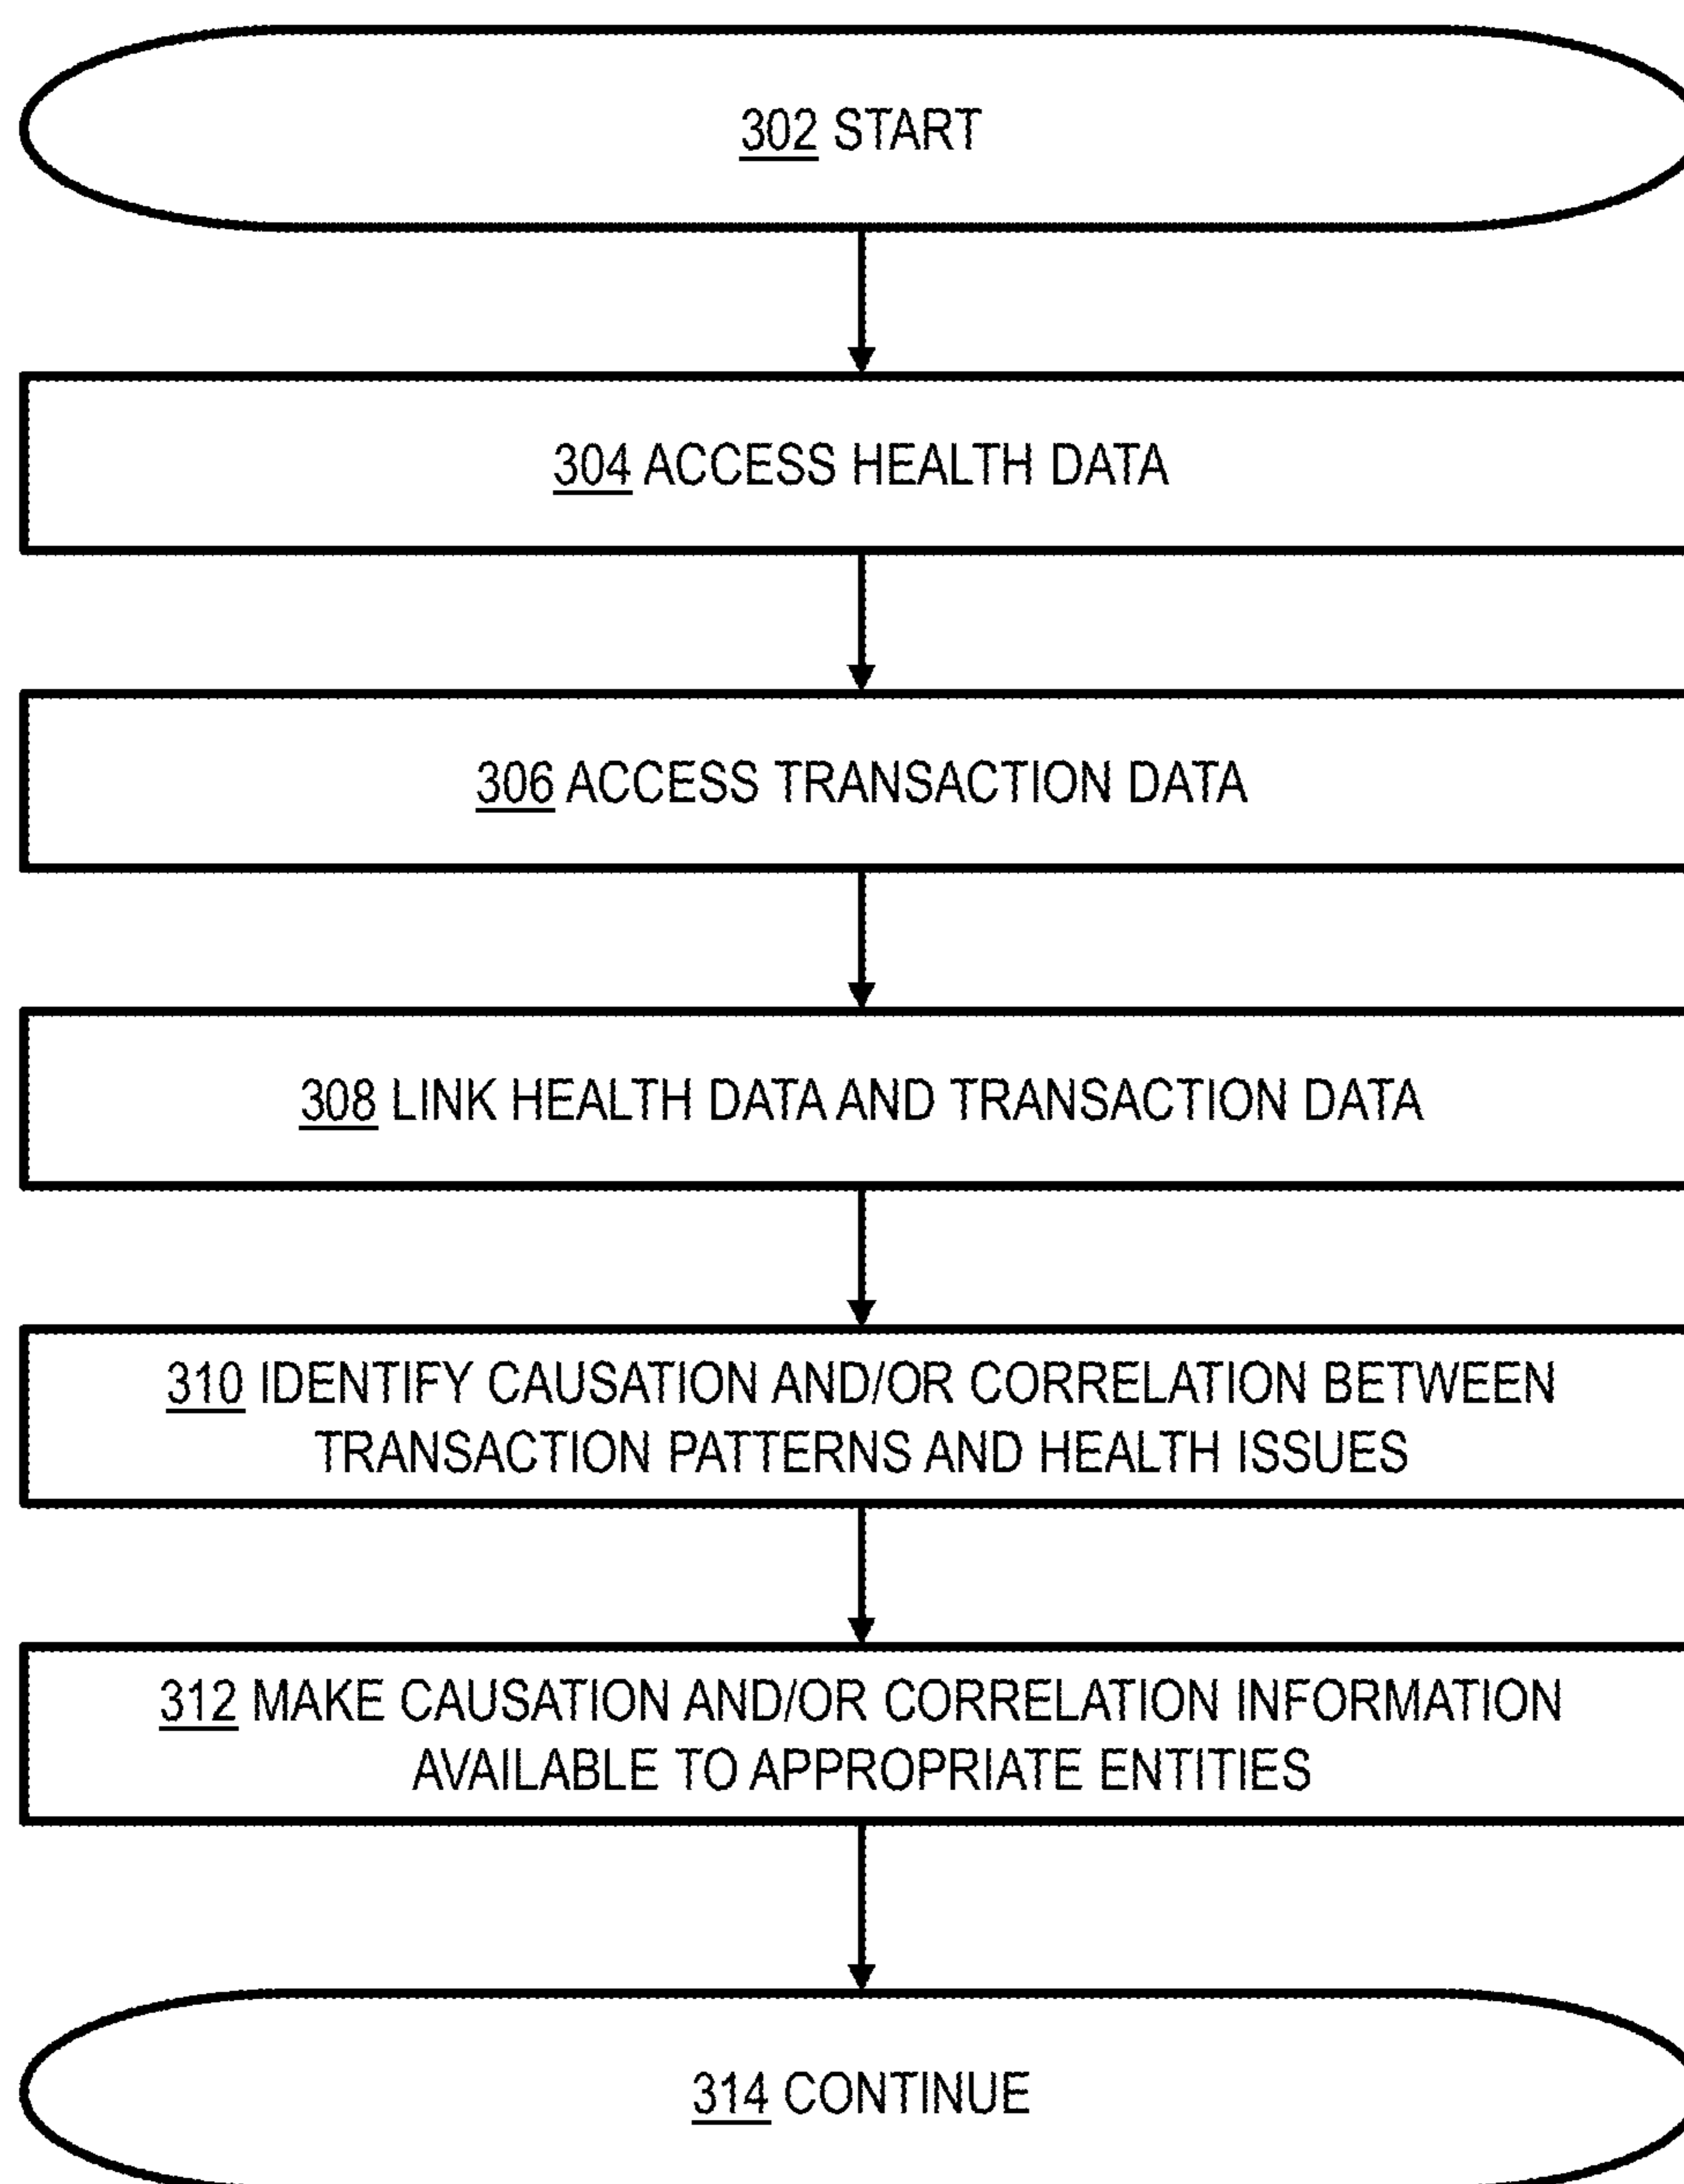 302 START
304 ACCESS HEALTH DATA
306 ACCESS TRANSACTION DATA
308 LINK HEALTH DATA AND TRANSACTION DATA
310 IDENTIFY CAUSATION AND/OR CORRELATION BETWEEN
TRANSACTION PATTERNS AND HEALTH ISSUES
312 MAKE CAUSATION AND/OR CORRELATION INFORMATION
AVAILABLE TO APPROPRIATE ENTITIES
314 CONTINUE